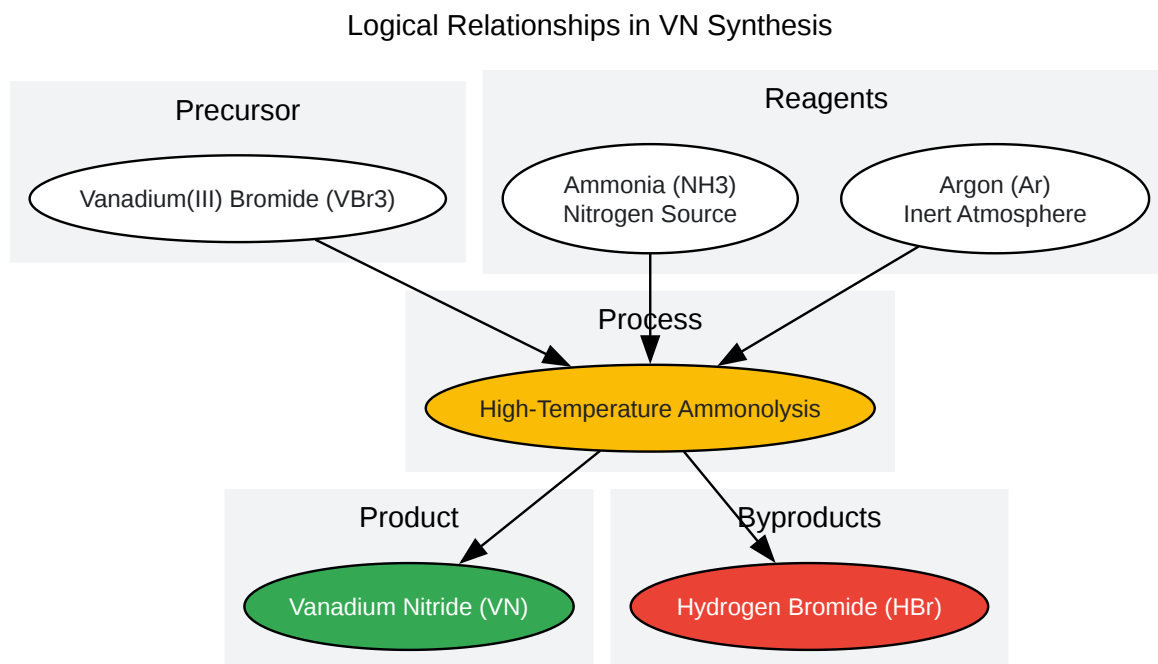 Logical Relationships in VN Synthesis
Precursor
Reagents
Vanadium(III) Bromide (VBr3)
Ammonia (NH3)
Nitrogen Source
Argon (Ar)
Inert Atmosphere
Process
High-Temperature Ammonolysis
Product
Byproducts
Vanadium Nitride (VN)
Hydrogen Bromide (HBr)